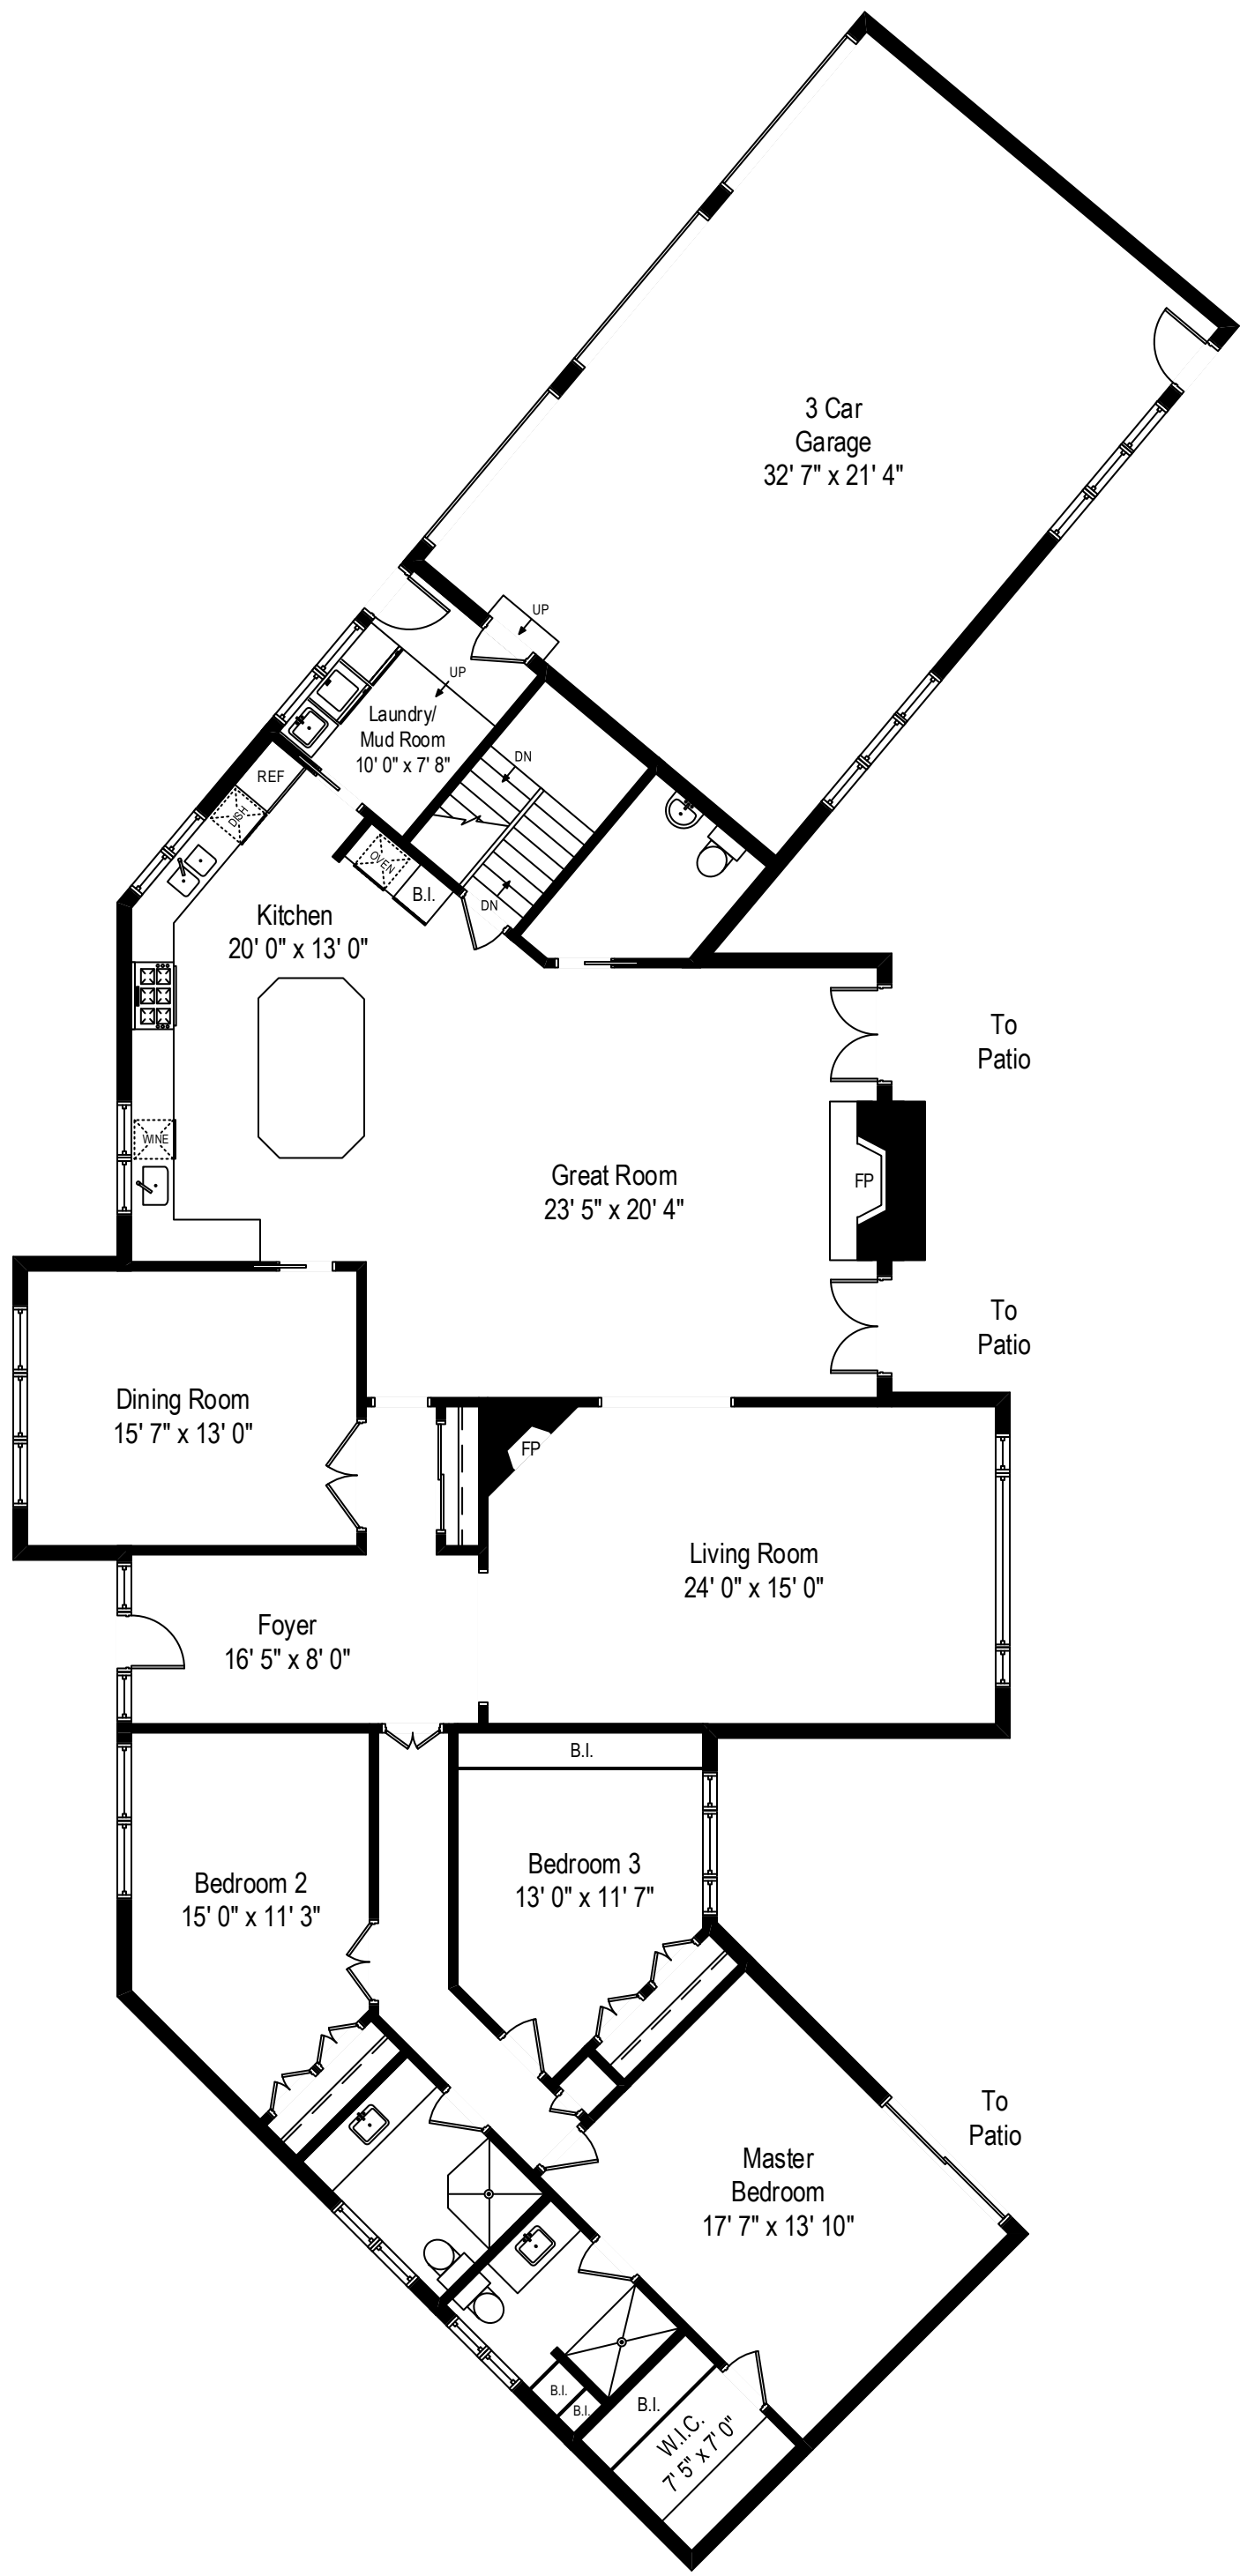 3 Car
Garage
32' 7" x 21' 4"
UP
UP
Laundry/
Mud Room
10' 0" x 7' 8"
DN
REF
DISH
OVEN
B.I.
DN
Kitchen
20' 0" x 13' 0"
To
Patio
WINE
Great Room
23' 5" x 20' 4"
FP
To
Patio
Dining Room
15' 7" x 13' 0"
FP
Living Room
24' 0" x 15' 0"
Foyer
16' 5" x 8' 0"
B.I.
Bedroom 3
13' 0" x 11' 7"
Bedroom 2
15' 0" x 11' 3"
To
Patio
Master
Bedroom
17' 7" x 13' 10"
B.I.
B.I.
B.I.
W.I.C.
7' 5" x 7' 0"